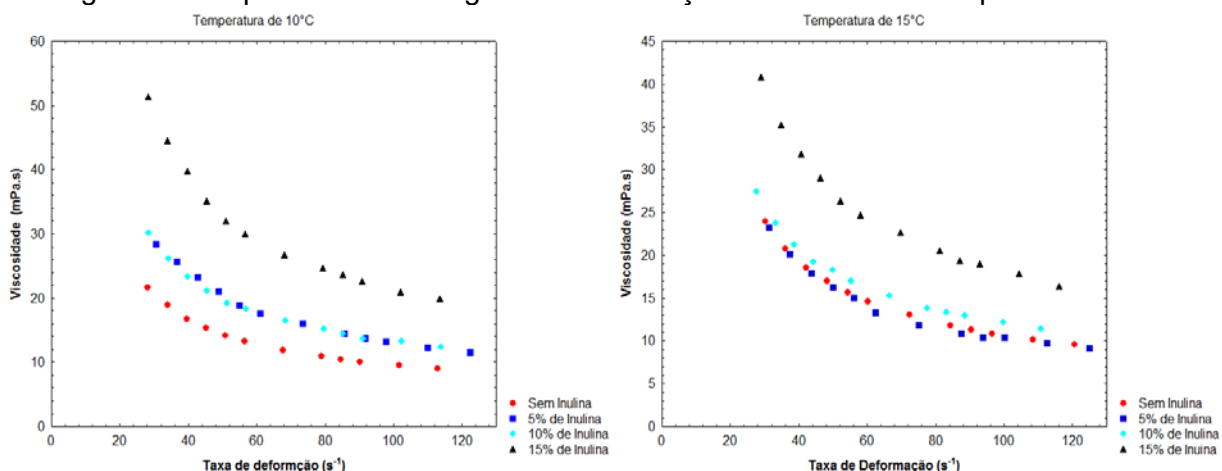 Temperatura de 10°C
60
50
40
30
20
10
0
Viscosidade (mPa.s)
0 20 40 60 80 100 120
Taxa de deformção (s⁻¹)
Sem Inulina
5% de Inulina
10% de Inulina
15% de Inulina
Temperatura de 15°C
45
40
35
30
25
20
15
10
5
0
Viscosidade (mPa.s)
0 20 40 60 80 100 120
Taxa de Deformação (s⁻¹)
Sem Inulina
5% de Inulina
10% de Inulina
15% de Inuina